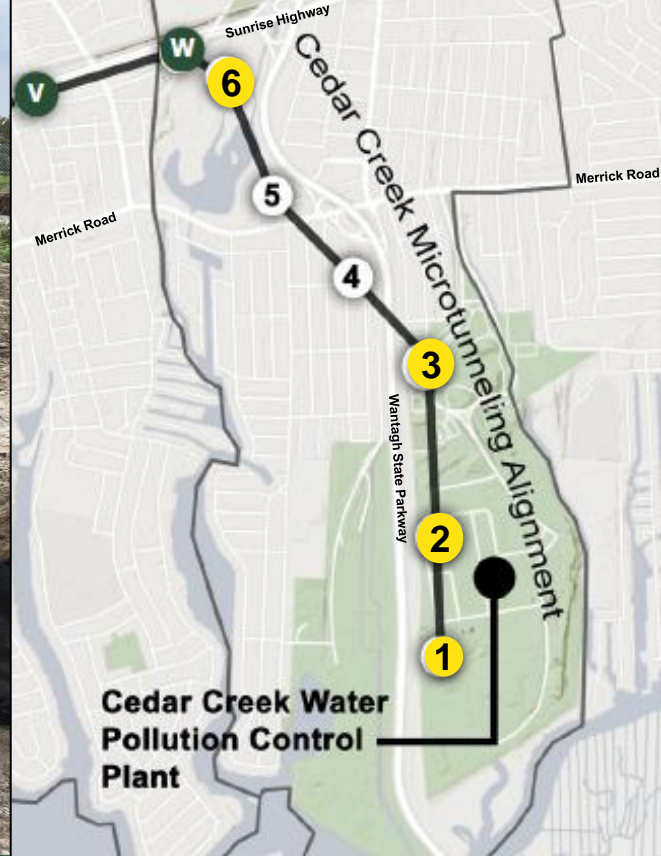 Sunrise Highway
W
V
6
Cedar Creek Microtunneling Alignment
Merrick Road
5
Merrick Road
4
3
Wantagh State Parkway
2
1
Cedar Creek Water
Pollution Control
Plant